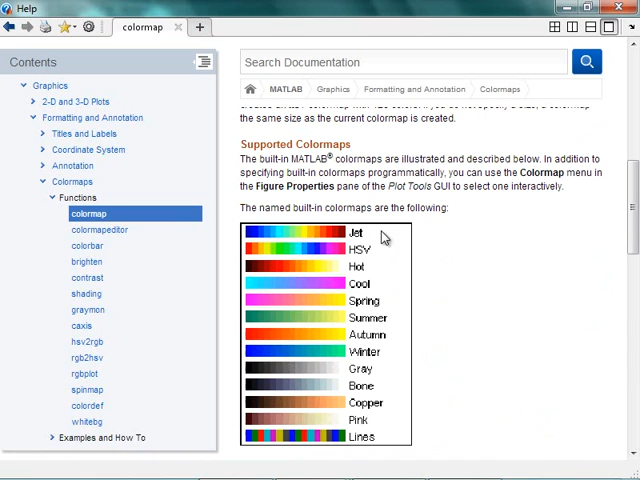 Help
colormap
Contents
Search Documentation
MATLAB
Graphics
Formatting and Annotation
Colormaps
Graphics
2-D and 3-D Plots
Formatting and Annotation
Titles and Labels
Coordinate System
Annotation
Colormaps
Functions
colormap
colormapeditor
colorbar
brighten
contrast
shading
graymon
caxis
hsv2rgb
rgb2hsv
rgbplot
spinmap
colordef
whitebg
Examples and How To
the same size as the current colormap is created.
Supported Colormaps
The built-in MATLAB® colormaps are illustrated and described below. In addition to
specifying built-in colormaps programmatically, you can use the Colormap menu in
the Figure Properties pane of the Plot Tools GUI to select one interactively.
The named built-in colormaps are the following:
Jet
HSV
Hot
Cool
Spring
Summer
Autumn
Winter
Gray
Bone
Copper
Pink
Lines